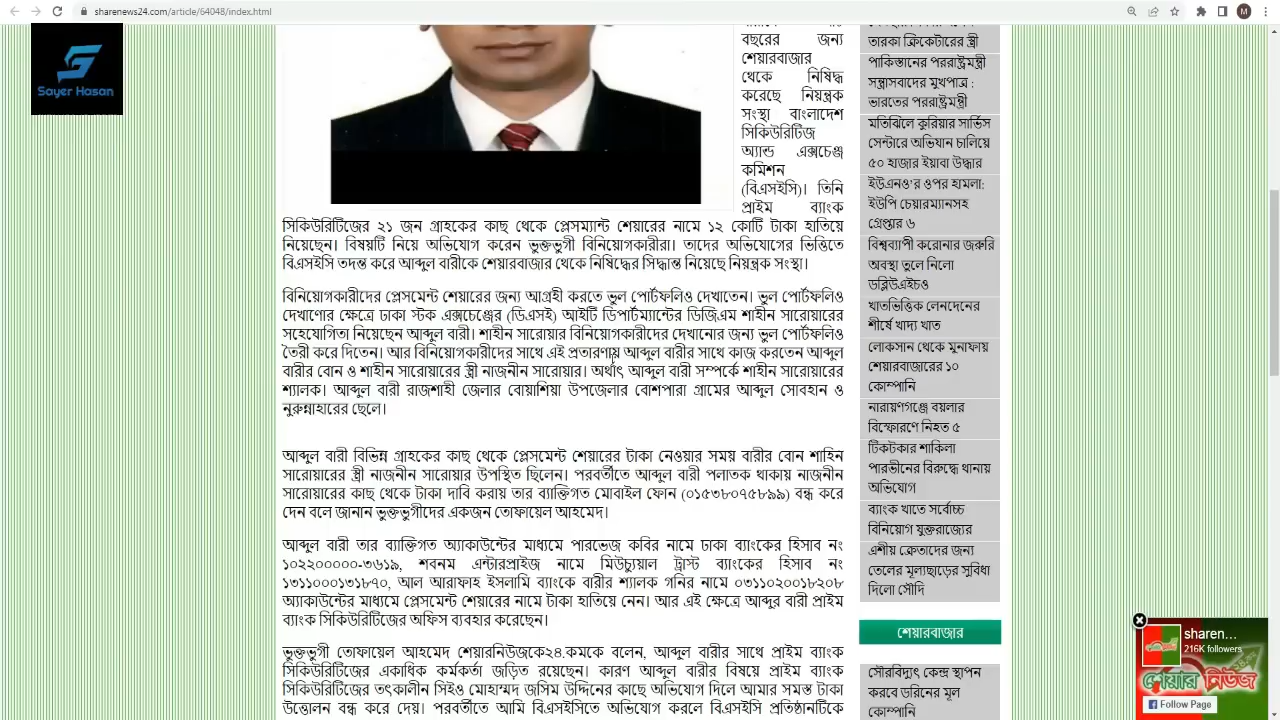 sharenews24.com/article/64048/index.html
M
Sayer Hasan
বছরের জন্য
শেয়ারবাজার
থেকে নিষিদ্ধ
করেছে নিয়ন্ত্রক
সংস্থা বাংলাদেশ
সিকিউরিটিজ
অ্যান্ড এক্সচেঞ্জ
কমিশন
(বিএসইসি)। তিনি
প্রাইম ব্যাংক
সিকিউরিটিজের ২১ জন গ্রাহকের কাছ থেকে প্লেসম্যান্ট শেয়ারের নামে ১২ কোটি টাকা হাতিয়ে
নিয়েছেন। বিষয়টি নিয়ে অভিযোগ করেন ভুক্তভুগী বিনিয়োগকারীরা। তাদের অভিযোগের ভিত্তিতে
বিএসইসি তদন্ত করে আব্দুল বারীকে শেয়ারবাজার থেকে নিষিদ্ধের সিদ্ধান্ত নিয়েছে নিয়ন্ত্রক সংস্থা।
বিনিয়োগকারীদের প্লেসমেন্ট শেয়ারের জন্য আগ্রহী করতে ভুল পোর্টফলিও দেখাতেন। ভুল পোর্টফলিও
দেখাণোর ক্ষেত্রে ঢাকা স্টক এক্সচেঞ্জের (ডিএসই) আইটি ডিপার্টম্যান্টের ডিজিএম শাহীন সারোয়ারের
সহেযোগিতা নিয়েছেন আব্দুল বারী। শাহীন সারোয়ার বিনিয়োগকারীদের দেখানোর জন্য ভুল পোর্টফলিও
তৈরী করে দিতেন। আর বিনিয়োগকারীদের সাথে এই প্রতারণায় আব্দুল বারীর সাথে কাজ করতেন আব্দুল
বারীর বোন ও শাহীন সারোয়ারের স্ত্রী নাজনীন সারোয়ার। অর্থাৎ আব্দুল বারী সম্পর্কে শাহীন সারোয়ারের
শ্যালক। আব্দুল বারী রাজশাহী জেলার বোয়াশিয়া উপজেলার বোশপারা গ্রামের আব্দুল সোবহান ও
নুরুন্নাহারের ছেলে।
আব্দুল বারী বিভিন্ন গ্রাহকের কাছ থেকে প্লেসমেন্ট শেয়ারের টাকা নেওয়ার সময় বারীর বোন শাহিন
সারোয়ারের স্ত্রী নাজনীন সারোয়ার উপস্থিত ছিলেন। পরবর্তীতে আব্দুল বারী পলাতক থাকায় নাজনীন
সারোয়ারের কাছ থেকে টাকা দাবি করায় তার ব্যাক্তিগত মোবাইল ফোন (০১৫৩৮০৭৫৮৯৯) বন্ধ করে
দেন বলে জানান ভুক্তভুগীদের একজন তোফায়েল আহমেদ।
আব্দুল বারী তার ব্যাক্তিগত অ্যাকাউন্টের মাধ্যমে পারভেজ কবির নামে ঢাকা ব্যাংকের হিসাব নং
১০২২০০০০০-৩৬১৯, শবনম এন্টারপ্রাইজ নামে মিউচ্যুয়াল ট্রাস্ট ব্যাংকের হিসাব নং
১৩১১০০০১৩১৮৭০, আল আরাফাহ ইসলামি ব্যাংকে বারীর শ্যালক গনির নামে ০৩১১০২০০১৮২০৮
অ্যাকাউন্টের মাধ্যমে প্লেসমেন্ট শেয়ারের নামে টাকা হাতিয়ে নেন। আর এই ক্ষেত্রে আব্দুর বারী প্রাইম
ব্যাংক সিকিউরিটিজের অফিস ব্যবহার করেছেন।
ভুক্তভুগী তোফায়েল আহমেদ শেয়ারনিউজকে২৪.কমকে বলেন, আব্দুল বারীর সাথে প্রাইম ব্যাংক
সিকিউরিটিজের একাধিক কর্মকর্তা জড়িত রয়েছেন। কারণ আব্দুল বারীর বিষয়ে প্রাইম ব্যাংক
সিকিউরিটিজের তৎকালীন সিইও মোহাম্মদ জসিম উদ্দিনের কাছে অভিযোগ দিলে আমার সমস্ত টাকা
উত্তোলন বন্ধ করে দেয়। পরবর্তীতে আমি বিএসইসিতে অভিযোগ করলে বিএসইসি প্রতিষ্ঠানটিকে
তারকা ক্রিকেটারের স্ত্রী
পাকিস্তানের পররাষ্ট্রমন্ত্রী
সন্ত্রাসবাদের মুখপাত্র :
ভারতের পররাষ্ট্রমন্ত্রী
মতিঝিলে কুরিয়ার সার্ভিস
সেন্টারে অভিযান চালিয়ে
৫০ হাজার ইয়াবা উদ্ধার
ইউএনও’র ওপর হামলা:
ইউপি চেয়ারম্যানসহ
গ্রেপ্তার ৬
বিশ্বব্যাপী করোনার জরুরি
অবস্থা তুলে নিলো
ডব্লিউএইচও
খাতভিত্তিক লেনদেনের
শীর্ষে খাদ্য খাত
লোকসান থেকে মুনাফায়
শেয়ারবাজারের ১০
কোম্পানি
নারায়ণগঞ্জে বয়লার
বিস্ফোরণে নিহত ৫
টিকটকার শাকিলা
পারভীনের বিরুদ্ধে থানায়
অভিযোগ
ব্যাংক খাতে সর্বোচ্চ
বিনিয়োগ যুক্তরাজ্যের
এশীয় ক্রেতাদের জন্য
তেলের মূল্যছাড়ের সুবিধা
দিলো সৌদি
শেয়ারবাজার
সৌরবিদ্যুৎ কেন্দ্র স্থাপন
করবে ডরিনের মূল
কোম্পানি
sharen...
216K followers
শেয়ার নিউজ
Follow Page